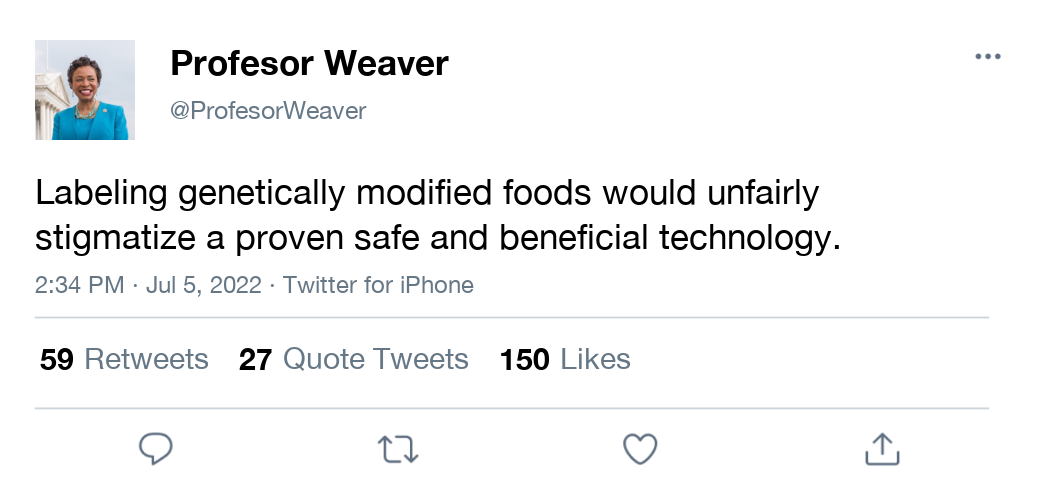 Profesor Weaver
@ProfesorWeaver
Labeling genetically modified foods would unfairly
stigmatize a proven safe and beneficial technology.
2:34 PM · Jul 5, 2022 · Twitter for iPhone
59 Retweets 27 Quote Tweets 150 Likes